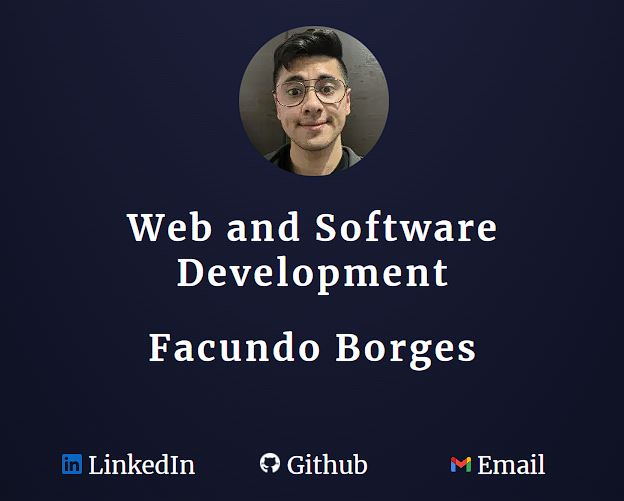 Web and Software
Development
Facundo Borges
LinkedIn Github Email